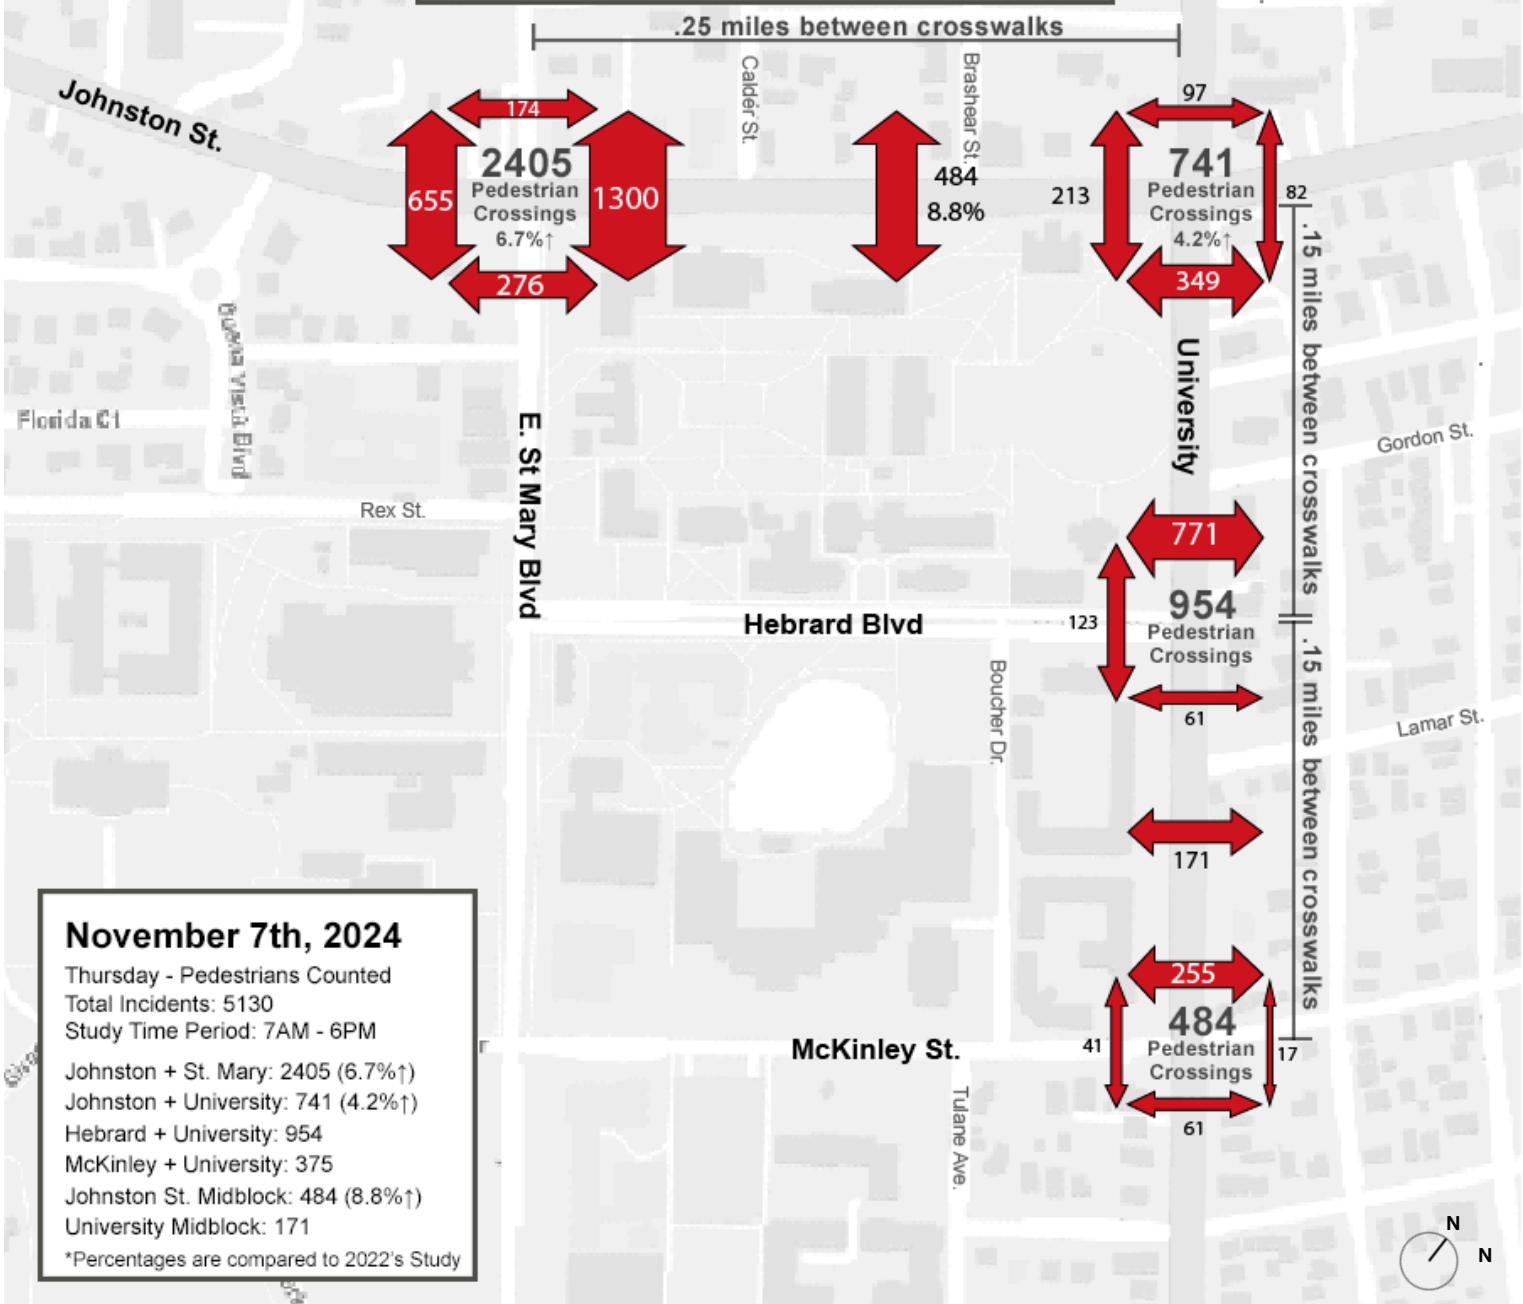 .25 miles between crosswalks
Johnston St.
Calder St.
Brashear St.
174
2405
Pedestrian
Crossings
6.7%↑
655
1300
276
484
8.8%
97
741
Pedestrian
Crossings
4.2%↑
213
82
349
.15 miles between crosswalks
University
Buena Vista Blvd
Florida Ct
E. St Mary Blvd
Gordon St.
Rex St.
771
954
Pedestrian
Crossings
123
61
Hebrard Blvd
Boucher Dr.
.15 miles between crosswalks
Lamar St.
171
255
484
Pedestrian
Crossings
41
17
61
McKinley St.
Tulane Ave.
November 7th, 2024
Thursday - Pedestrians Counted
Total Incidents: 5130
Study Time Period: 7AM - 6PM
Johnston + St. Mary: 2405 (6.7%↑)
Johnston + University: 741 (4.2%↑)
Hebrard + University: 954
McKinley + University: 375
Johnston St. Midblock: 484 (8.8%↑)
University Midblock: 171
*Percentages are compared to 2022's Study
N
N